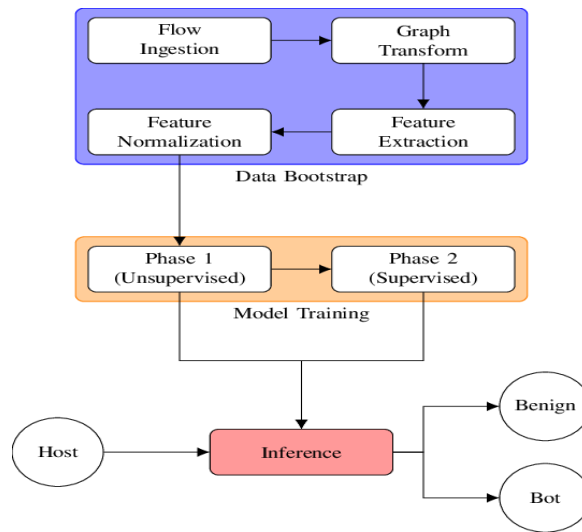 Flow
Ingestion
Graph
Transform
Feature
Normalization
Feature
Extraction
Data Bootstrap
Phase 1
(Unsupervised)
Phase 2
(Supervised)
Model Training
Host
Inference
Benign
Bot